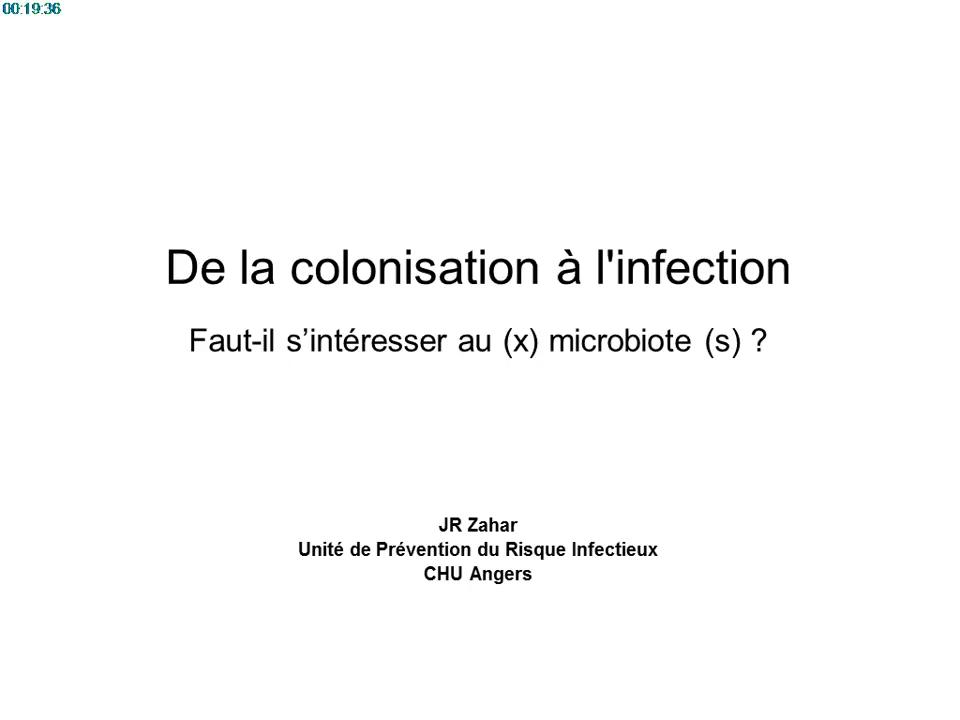 00:19:36
De la colonisation à l'infection
Faut-il s’intéresser au (x) microbiote (s) ?
JR Zahar
Unité de Prévention du Risque Infectieux
CHU Angers